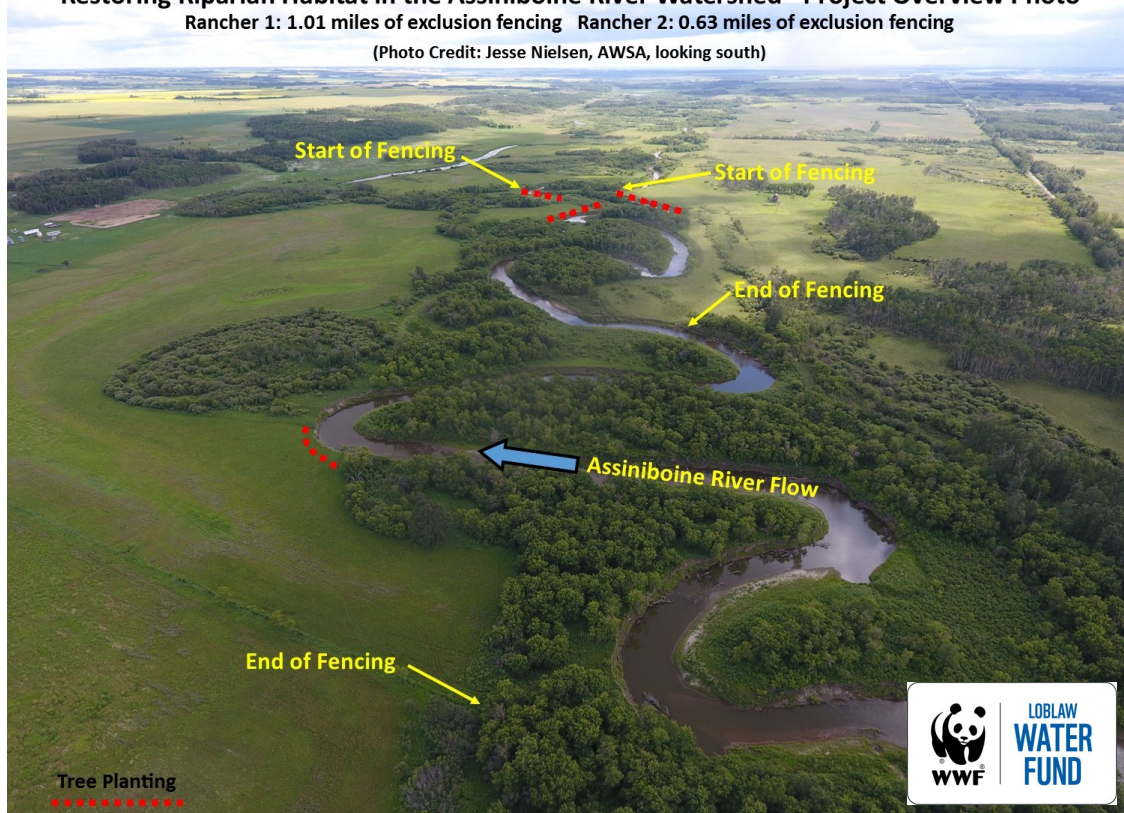 Restoring Riparian Habitat in the Assiniboine River Watershed - Project Overview Photo
Rancher 1: 1.01 miles of exclusion fencing Rancher 2: 0.63 miles of exclusion fencing
(Photo Credit: Jesse Nielsen, AWSA, looking south)
Start of Fencing
Start of Fencing
End of Fencing
Assiniboine River Flow
End of Fencing
Tree Planting
WWF
LOBLAW
WATER
FUND